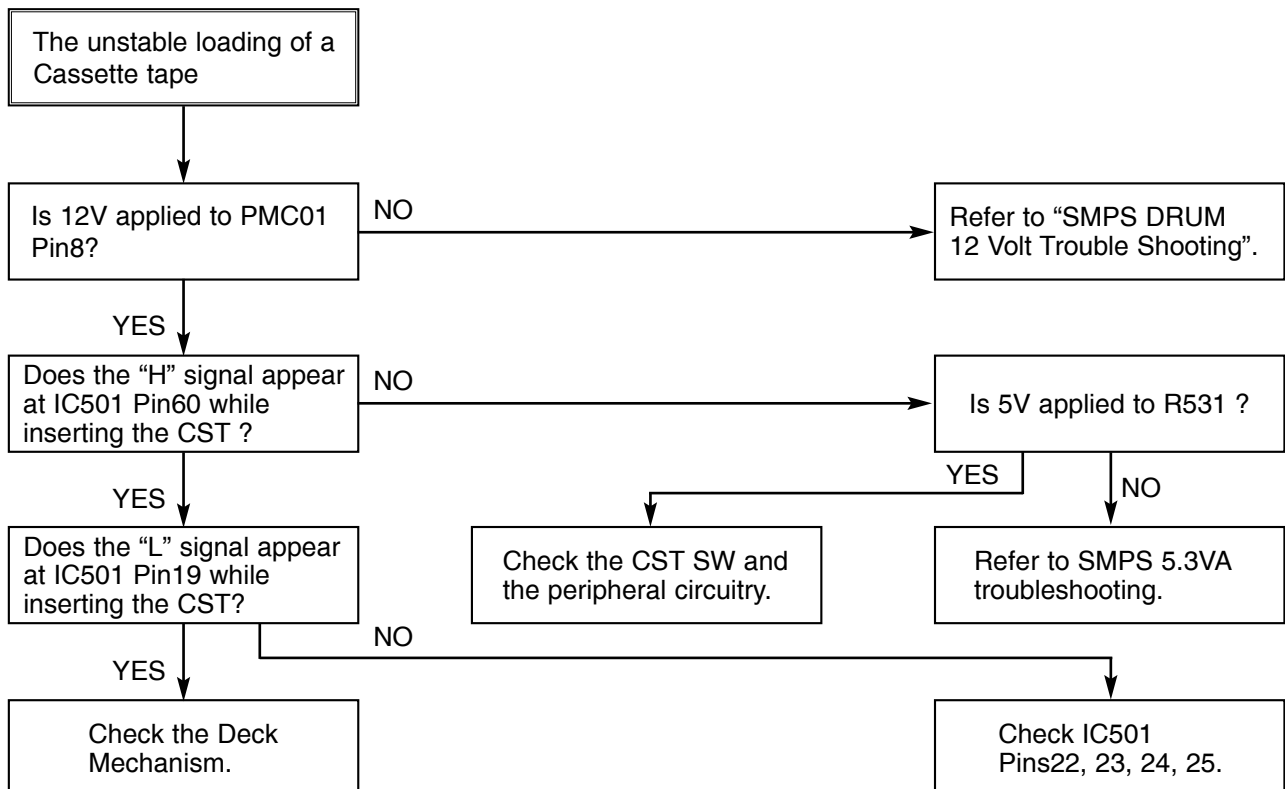 The unstable loading of a
Cassette tape
Is 12V applied to PMC01
Pin8?
NO
Refer to “SMPS DRUM
12 Volt Trouble Shooting”.
YES
Does the “H” signal appear
at IC501 Pin60 while
inserting the CST ?
NO
Is 5V applied to R531 ?
YES
YES
NO
Does the “L” signal appear
at IC501 Pin19 while
inserting the CST?
Check the CST SW and
the peripheral circuitry.
Refer to SMPS 5.3VA
troubleshooting.
NO
YES
Check the Deck
Mechanism.
Check IC501
Pins22, 23, 24, 25.